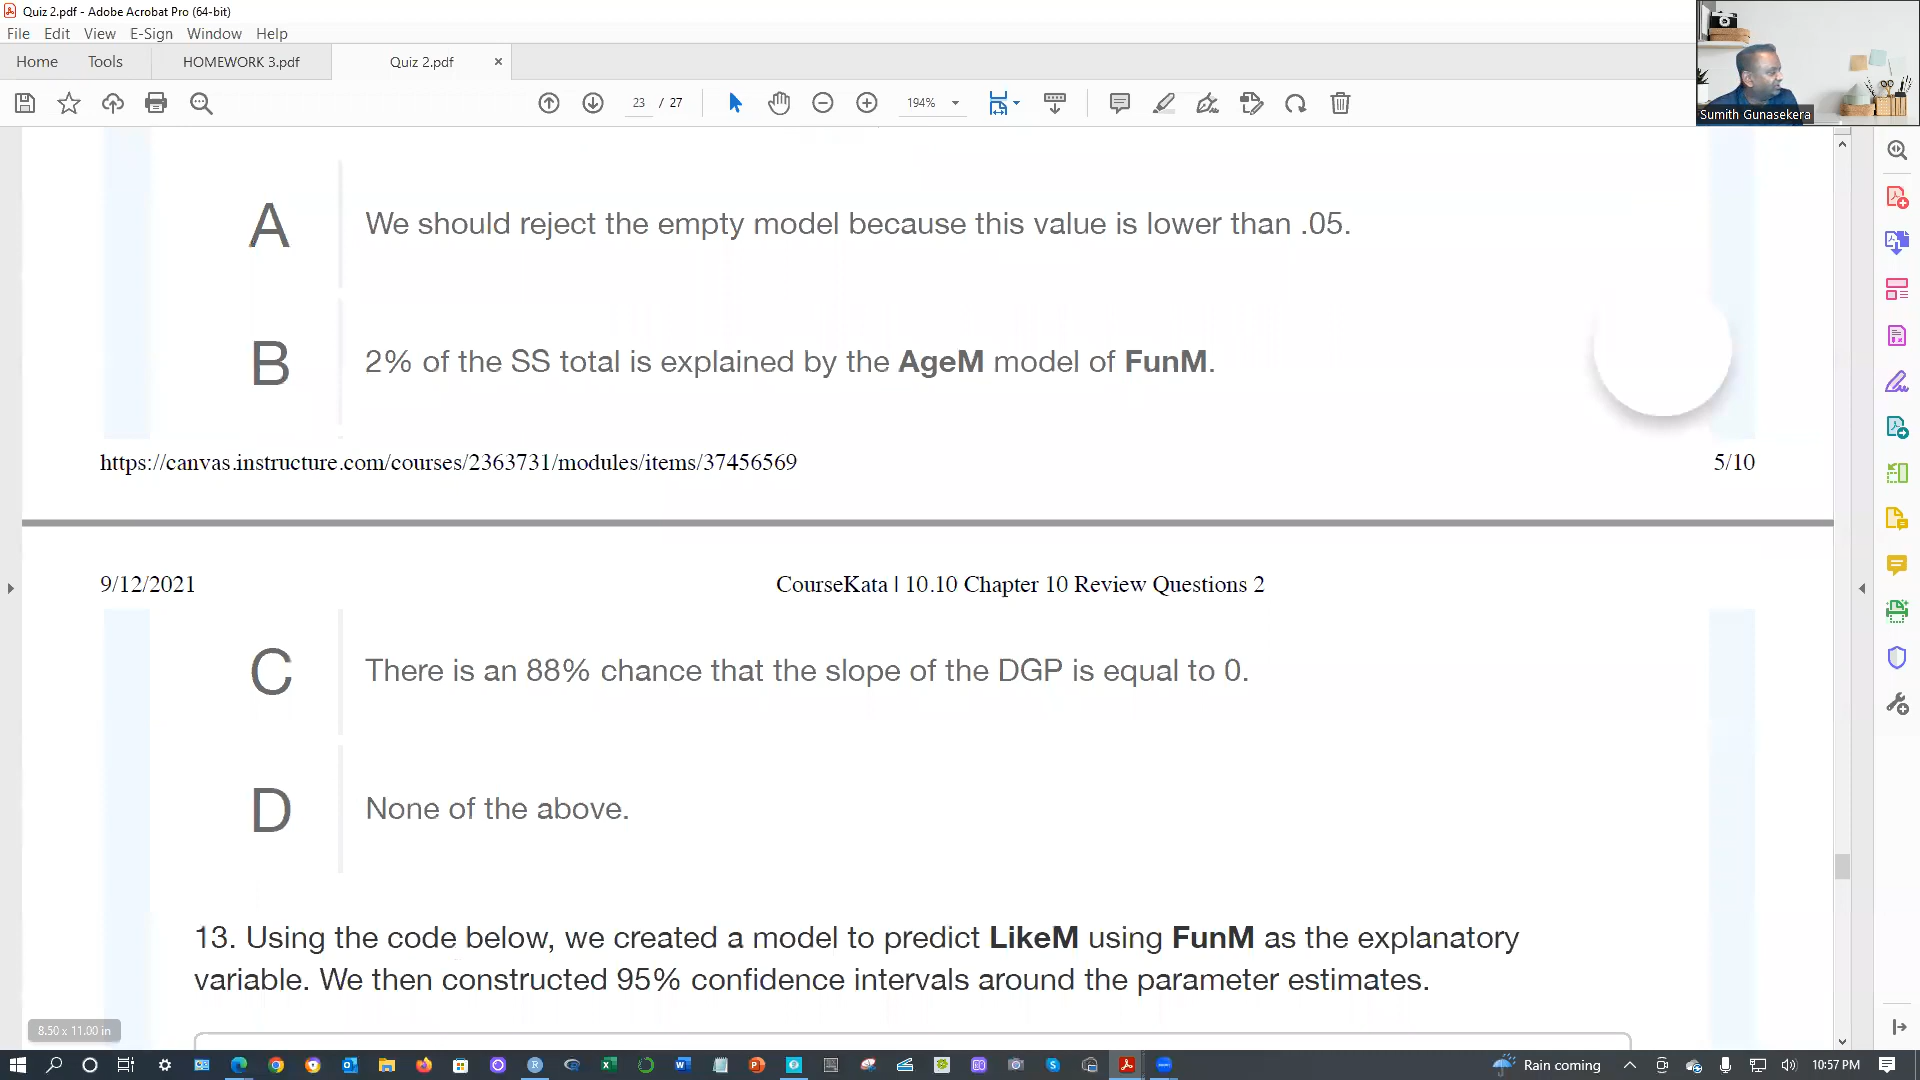 Quiz 2.pdf - Adobe Acrobat Pro (64-bit)
File Edit View E-Sign Window Help
Home Tools HOMEWORK 3.pdf Quiz 2.pdf ×
23 / 27 194%
Sumith Gunasekera
A We should reject the empty model because this value is lower than .05.
B 2% of the SS total is explained by the AgeM model of FunM.
https://canvas.instructure.com/courses/2363731/modules/items/37456569 5/10
9/12/2021 CourseKata | 10.10 Chapter 10 Review Questions 2
C There is an 88% chance that the slope of the DGP is equal to 0.
D None of the above.
13. Using the code below, we created a model to predict LikeM using FunM as the explanatory
variable. We then constructed 95% confidence intervals around the parameter estimates.
8.50 x 11.00 in
Rain coming 10:57 PM